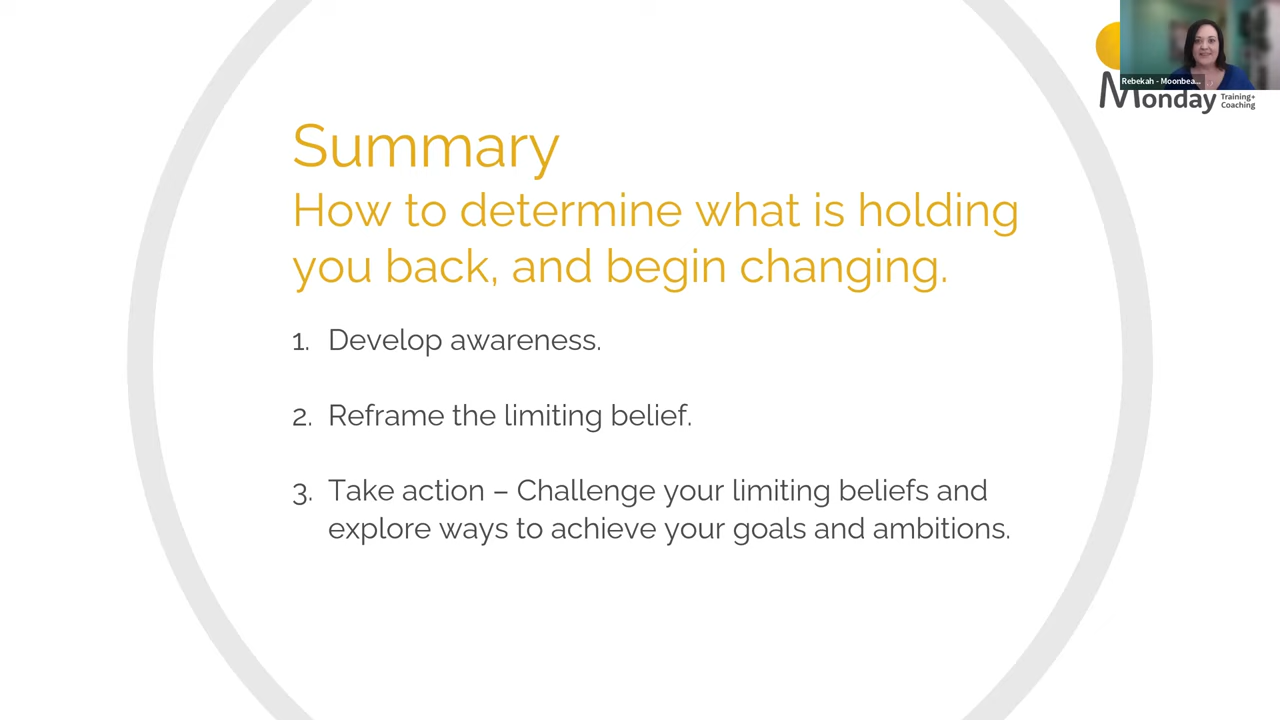 Summary
How to determine what is holding
you back, and begin changing.
1. Develop awareness.
2. Reframe the limiting belief.
3. Take action – Challenge your limiting beliefs and
explore ways to achieve your goals and ambitions.
Rebekah - Moonbea...
Monday
Training+
Coaching